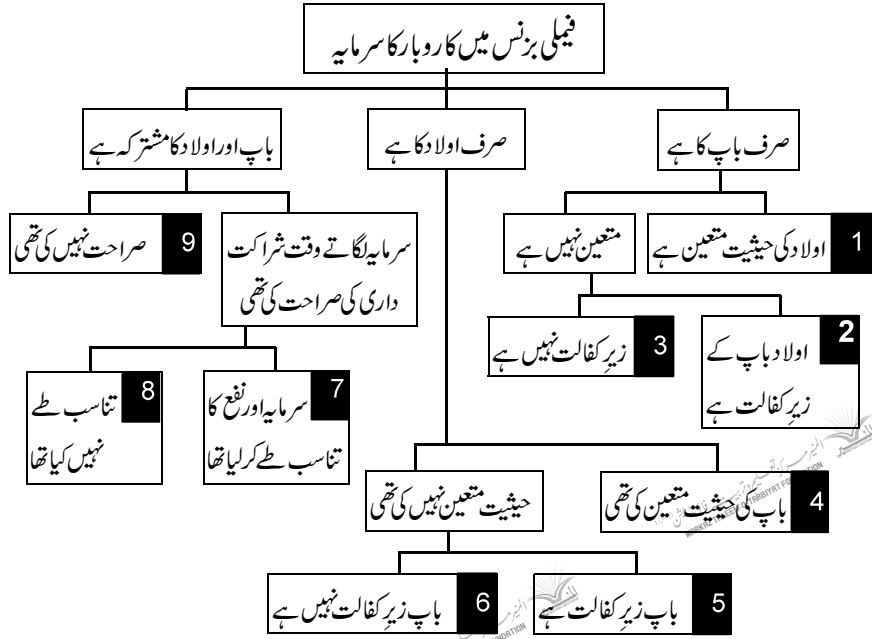 فیملی بزنس میں کاروبار کا سرمایہ
صرف باپ کا ہے
صرف اولاد کا ہے
باپ اور اولاد کا مشترکہ ہے
1 اولاد کی حیثیت متعین ہے
متعین نہیں ہے
سرمایہ لگاتے وقت شراکت
داری کی صراحت کی تھی
9 صراحت نہیں کی تھی
2 اولاد باپ کے
زیرِ کفالت ہے
3 زیرِ کفالت نہیں ہے
7 سرمایہ اور نفع کا
تناسب طے کر لیا تھا
8 تناسب طے
نہیں کیا تھا
4 باپ کی حیثیت متعین کی تھی
حیثیت متعین نہیں کی تھی
5 باپ زیرِ کفالت ہے
6 باپ زیرِ کفالت نہیں ہے